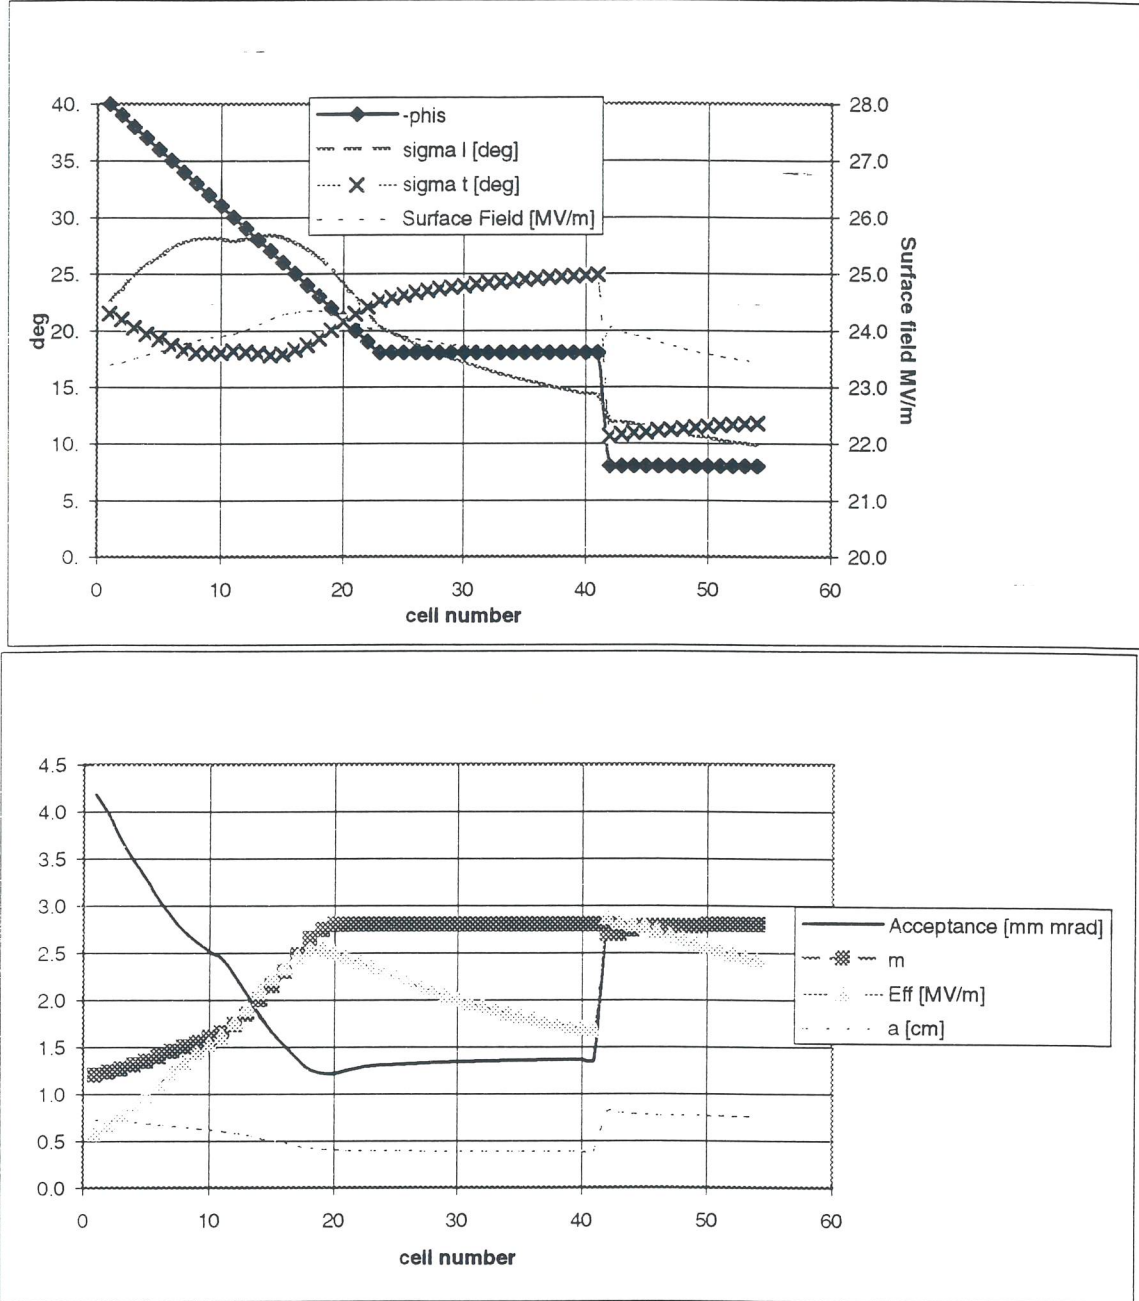 40.
35.
30.
25.
20.
15.
10.
5.
0.
deg
-phis
sigma l [deg]
sigma t [deg]
Surface Field [MV/m]
28.0
27.0
26.0
25.0
24.0
23.0
22.0
21.0
20.0
Surface field MV/m
0 10 20 30 40 50 60
cell number
4.5
4.0
3.5
3.0
2.5
2.0
1.5
1.0
0.5
0.0
Acceptance [mm mrad]
m
Eff [MV/m]
a [cm]
0 10 20 30 40 50 60
cell number